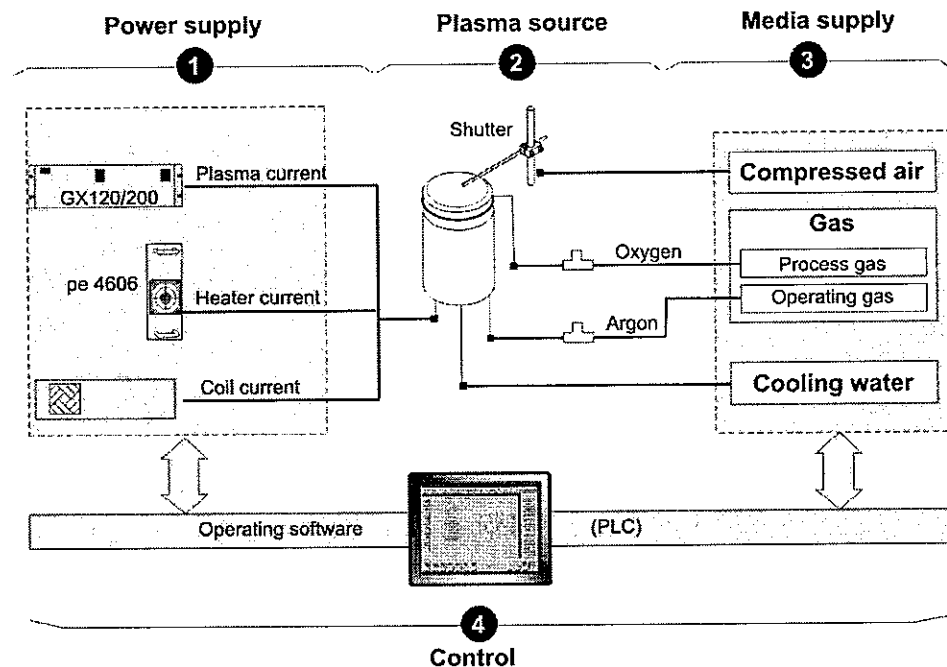 Power supply
Plasma source
Media supply
1
2
3
Shutter
Plasma current
GX120/200
Compressed air
Gas
Oxygen
Process gas
pe 4606
Heater current
Operating gas
Argon
Coil current
Cooling water
Operating software
(PLC)
4
Control